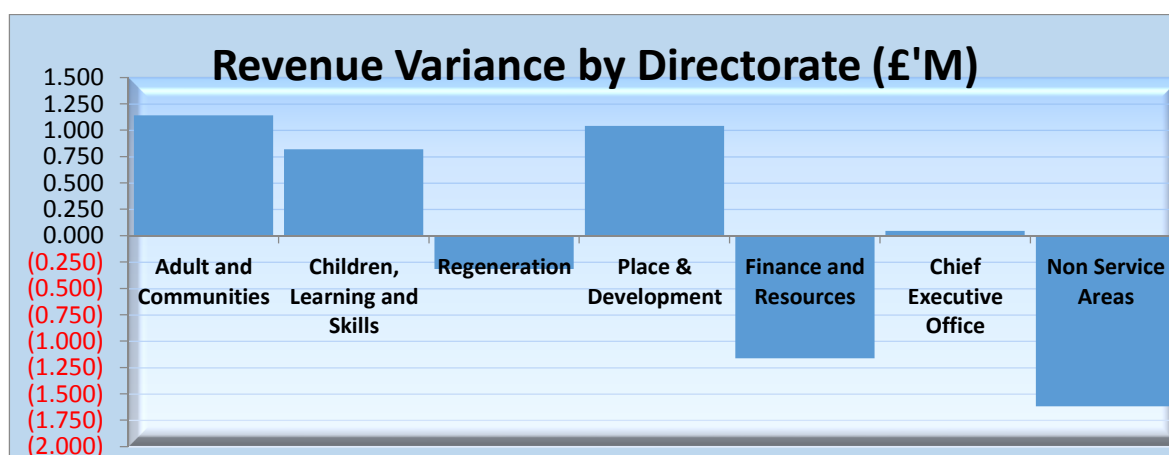 Revenue Variance by Directorate (£'M)
1.500
1.250
1.000
0.750
0.500
0.250
0.000
(0.250)
(0.500)
(0.750)
(1.000)
(1.250)
(1.500)
(1.750)
(2.000)
Adult and
Communities
Children,
Learning and
Skills
Regeneration
Place &
Development
Finance and
Resources
Chief
Executive
Office
Non Service
Areas